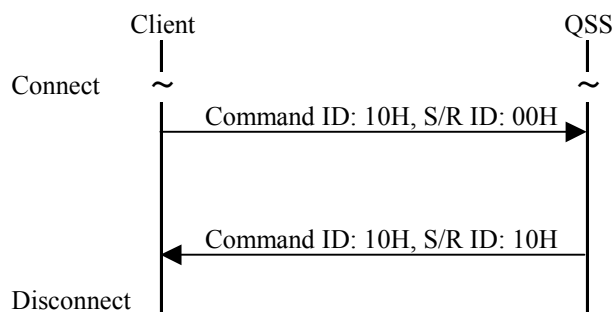 Client QSS
Connect
~ ~
Command ID: 10H, S/R ID: 00H
Command ID: 10H, S/R ID: 10H
Disconnect